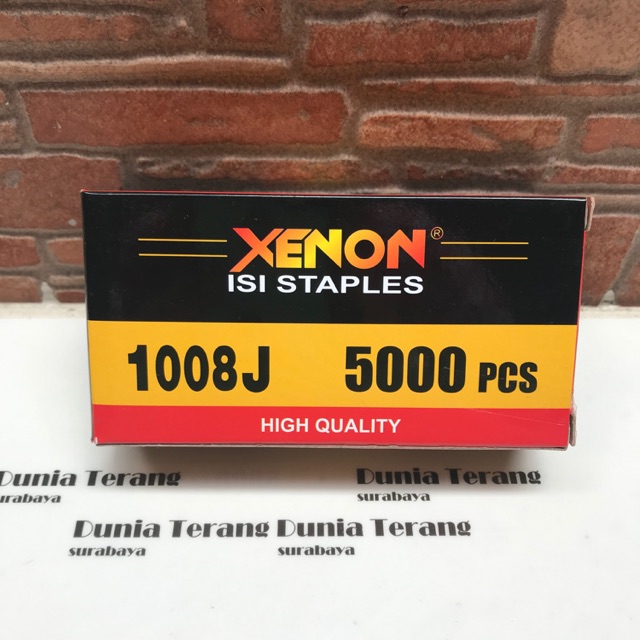 XENON®
ISI STAPLES
1008J 5000 PCS
HIGH QUALITY
Dunia Terang
surabaya
Dunia Terang
surabaya
Dunia Terang
surabaya
Dunia Terang
surabaya